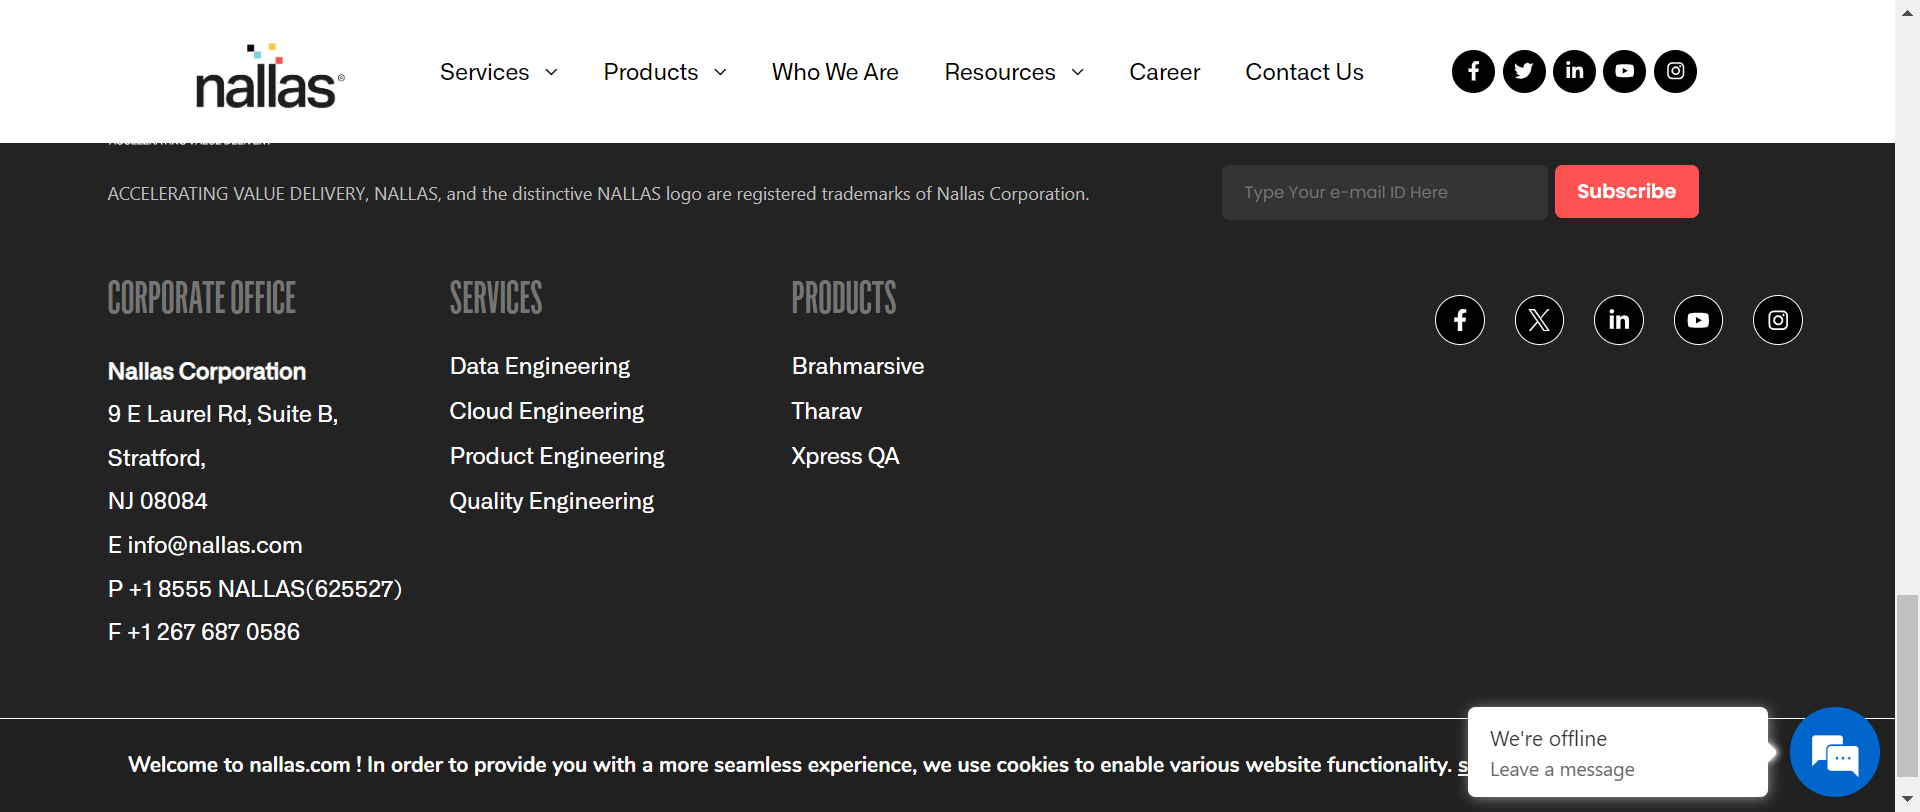 nallas®
Services
Products
Who We Are
Resources
Career
Contact Us
ACCELERATING VALUE DELIVERY
ACCELERATING VALUE DELIVERY, NALLAS, and the distinctive NALLAS logo are registered trademarks of Nallas Corporation.
Type Your e-mail ID Here
Subscribe
CORPORATE OFFICE
Nallas Corporation
9 E Laurel Rd, Suite B,
Stratford,
NJ 08084
E info@nallas.com
P +1 8555 NALLAS(625527)
F +1 267 687 0586
SERVICES
Data Engineering
Cloud Engineering
Product Engineering
Quality Engineering
PRODUCTS
Brahmarsive
Tharav
Xpress QA
Welcome to nallas.com ! In order to provide you with a more seamless experience, we use cookies to enable various website functionality. s
We're offline
Leave a message